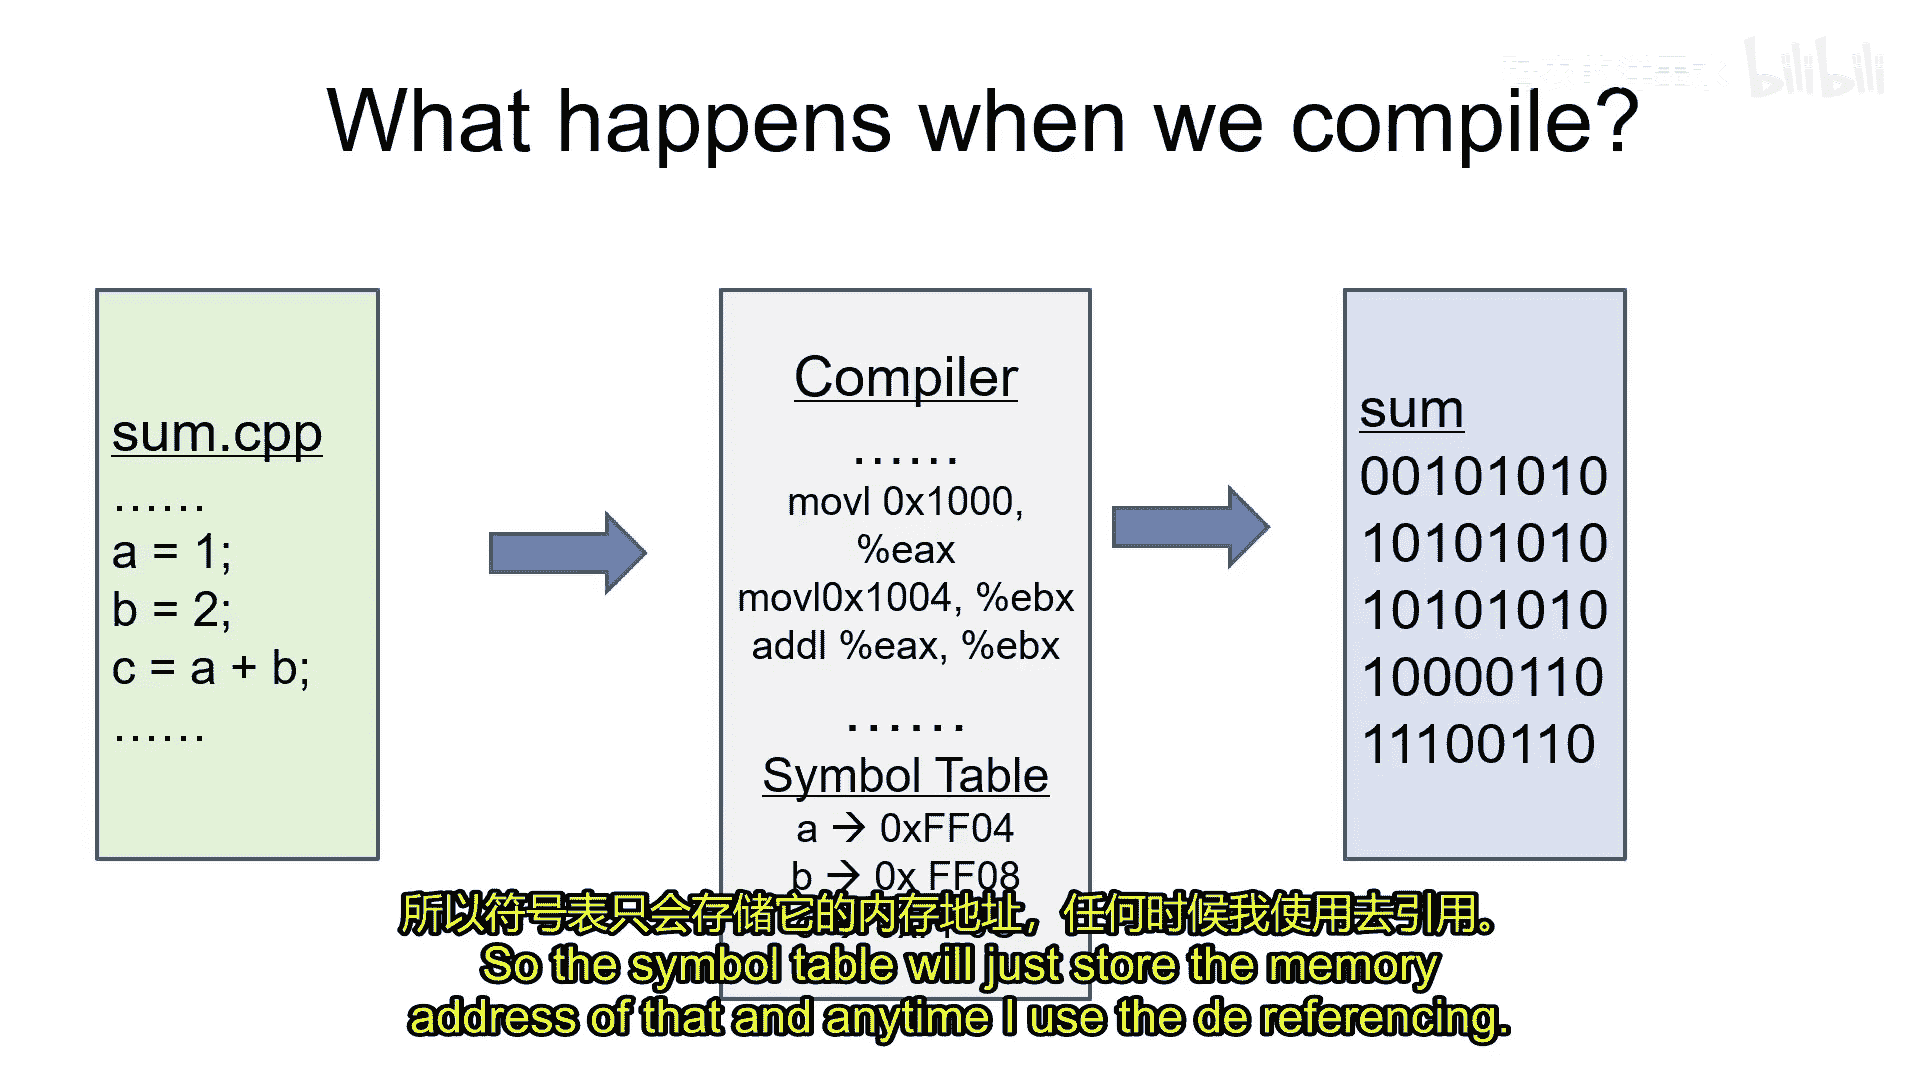 bilibili
What happens when we compile?
sum.cpp
......
a = 1;
b = 2;
c = a + b;
......
Compiler
......
movl 0x1000,
%eax
movl0x1004, %ebx
addl %eax, %ebx
......
Symbol Table
a → 0xFF04
b → 0x FF08
sum
00101010
10101010
10101010
10000110
11100110
所以符号表只会存储它的内存地址，任何时候我使用去引用。
So the symbol table will just store the memory
address of that and anytime I use the de referencing.